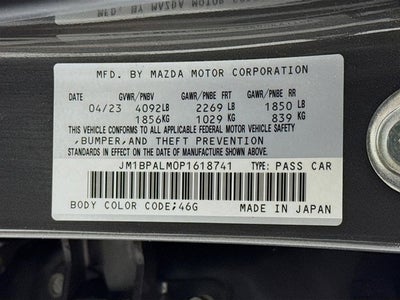 MFD. BY MAZDA MOTOR CORPORATION
DATE GVWR/PNBV GAWR/PNBE FRT GAWR/PNBE RR
04/23 4092LB 2269 LB 1850 LB
1856KG 1029 KG 839 KG
THIS VEHICLE CONFORMS TO ALL APPLICABLE FEDERAL MOTOR VEHICLE SAFETY
,BUMPER,AND THEFT PREVENTION
STANDARDS IN EFFECT ON THE DATE OF MANUFACTURE SHOWN ABOVE.
JM1BPALM0P1618741 TYPE: PASS CAR
BODY COLOR CODE;46G MADE IN JAPAN